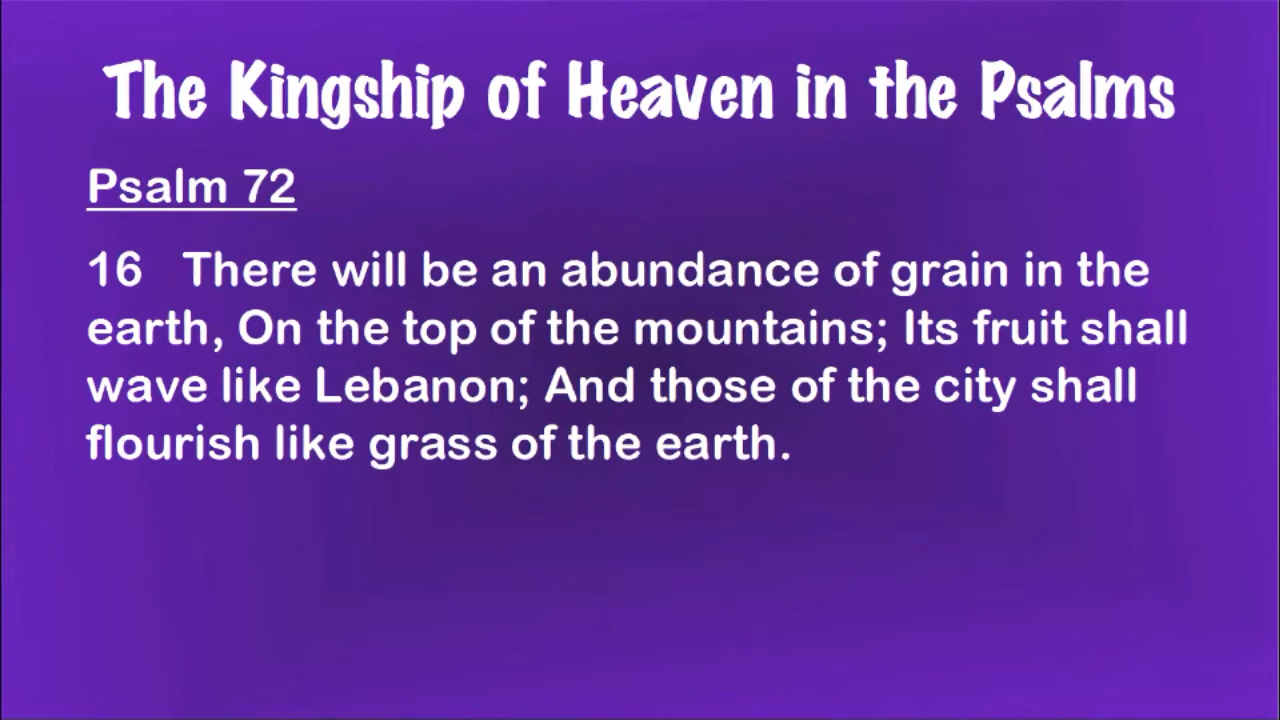 The Kingship of Heaven in the Psalms
Psalm 72
16 There will be an abundance of grain in the
earth, On the top of the mountains; Its fruit shall
wave like Lebanon; And those of the city shall
flourish like grass of the earth.